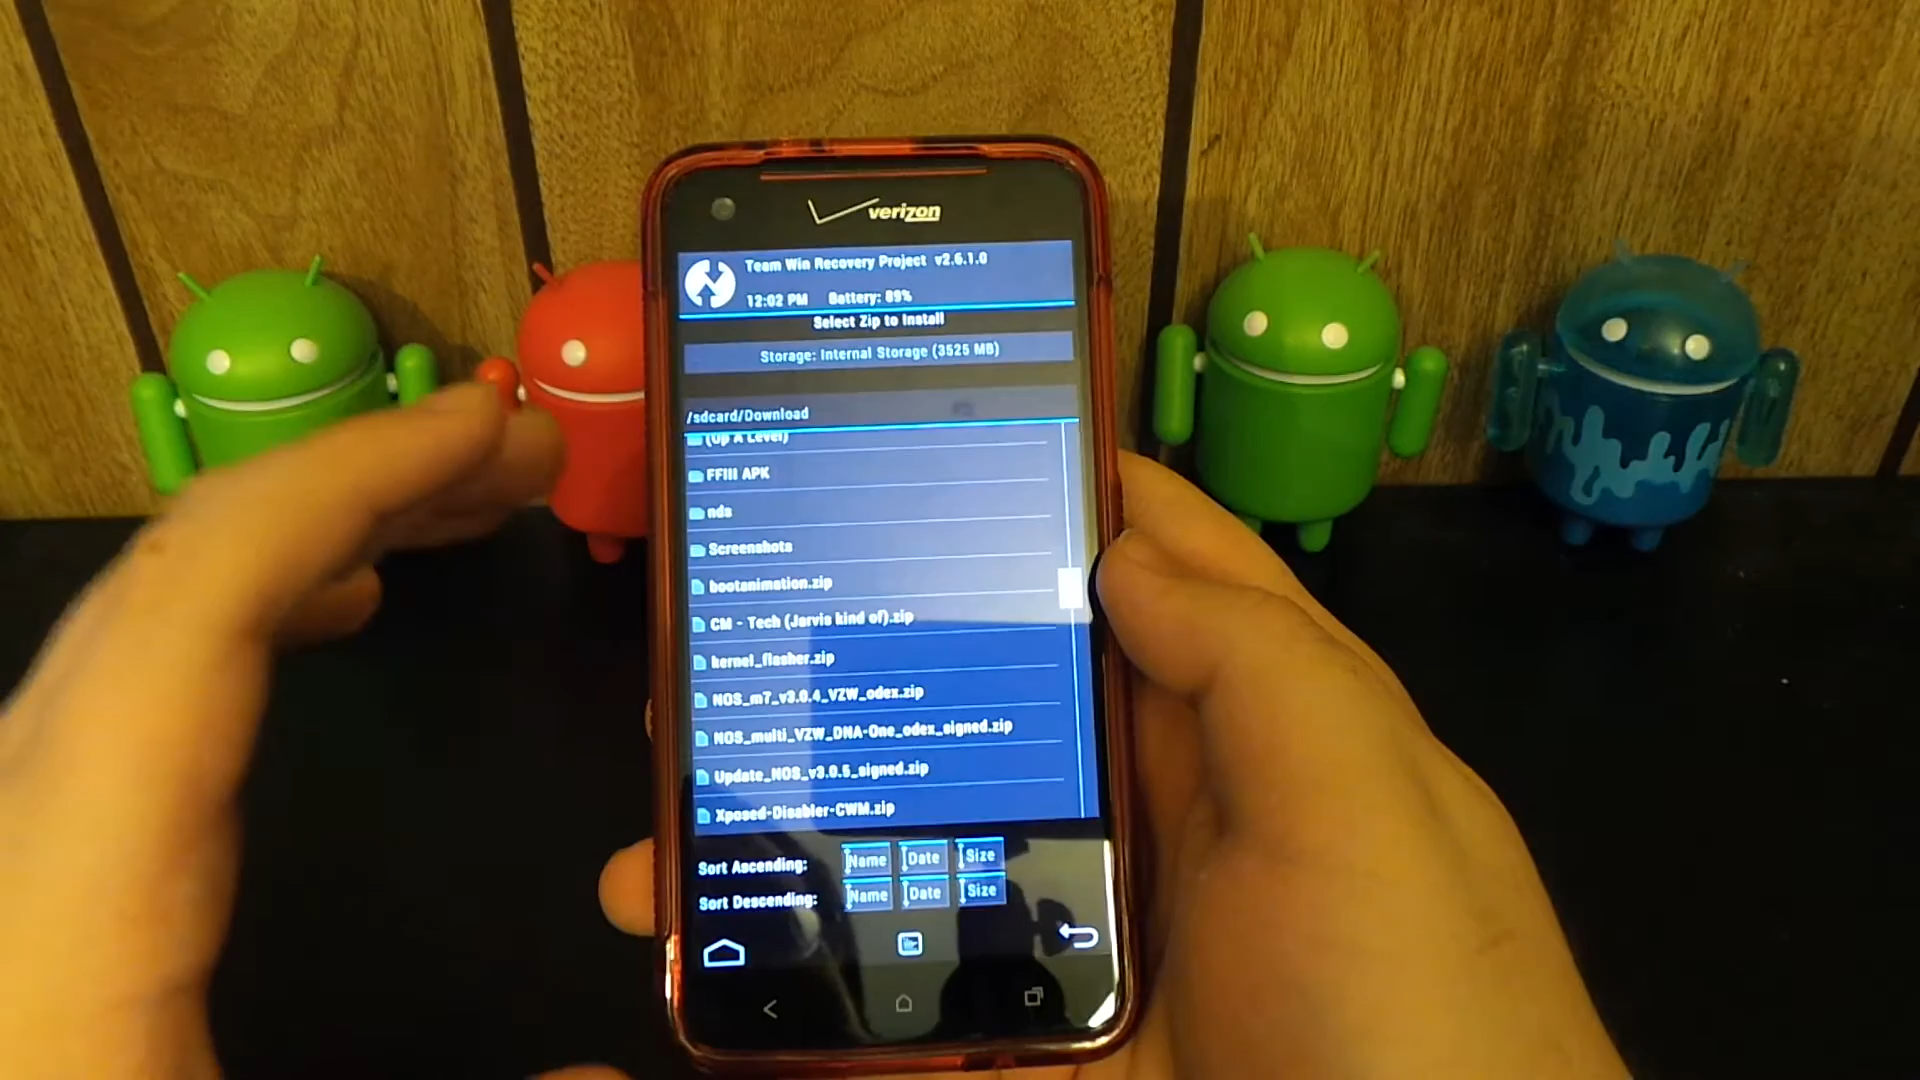 verizon
Team Win Recovery Project v2.6.1.0
12:02 PM Battery: 89%
Select Zip to Install
Storage: Internal Storage (3525 MB)
/sdcard/Download
(Up A Level)
FFIII APK
nds
Screenshots
bootanimation.zip
CM - Tech (Jarvis kind of).zip
kernel_flasher.zip
NOS_m7_v3.0.4_VZW_odex.zip
NOS_multi_VZW_DNA-One_odex_signed.zip
Update_NOS_v3.0.5_signed.zip
Xposed-Disabler-CWM.zip
Sort Ascending: Name Date Size
Sort Descending: Name Date Size